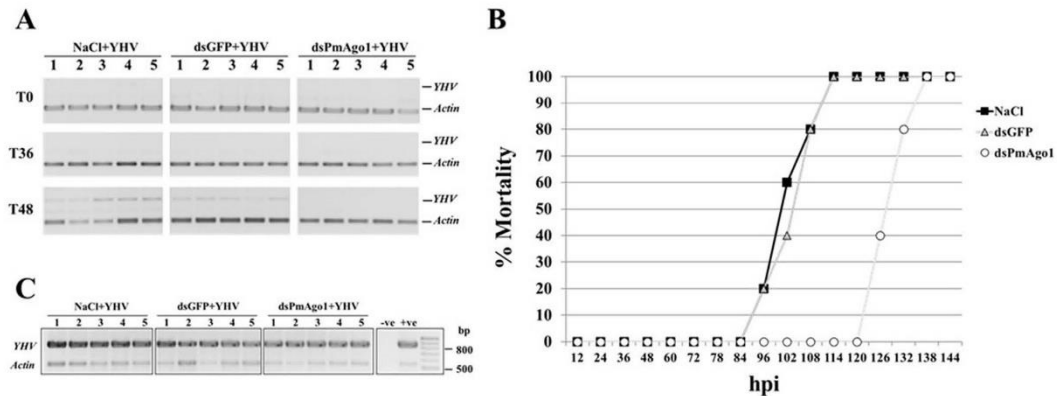 A
NaCl+YHV dsGFP+YHV dsPmAgo1+YHV
1 2 3 4 5 1 2 3 4 5 1 2 3 4 5
T0
YHV
Actin
T36
YHV
Actin
T48
YHV
Actin
B
% Mortality
100
90
80
70
60
50
40
30
20
10
0
12 24 36 48 60 72 78 84 96 102 108 114 120 126 132 138 144
hpi
NaCl
dsGFP
dsPmAgo1
C
NaCl+YHV dsGFP+YHV dsPmAgo1+YHV
1 2 3 4 5 1 2 3 4 5 1 2 3 4 5 -ve +ve
bp
YHV
800
Actin
500